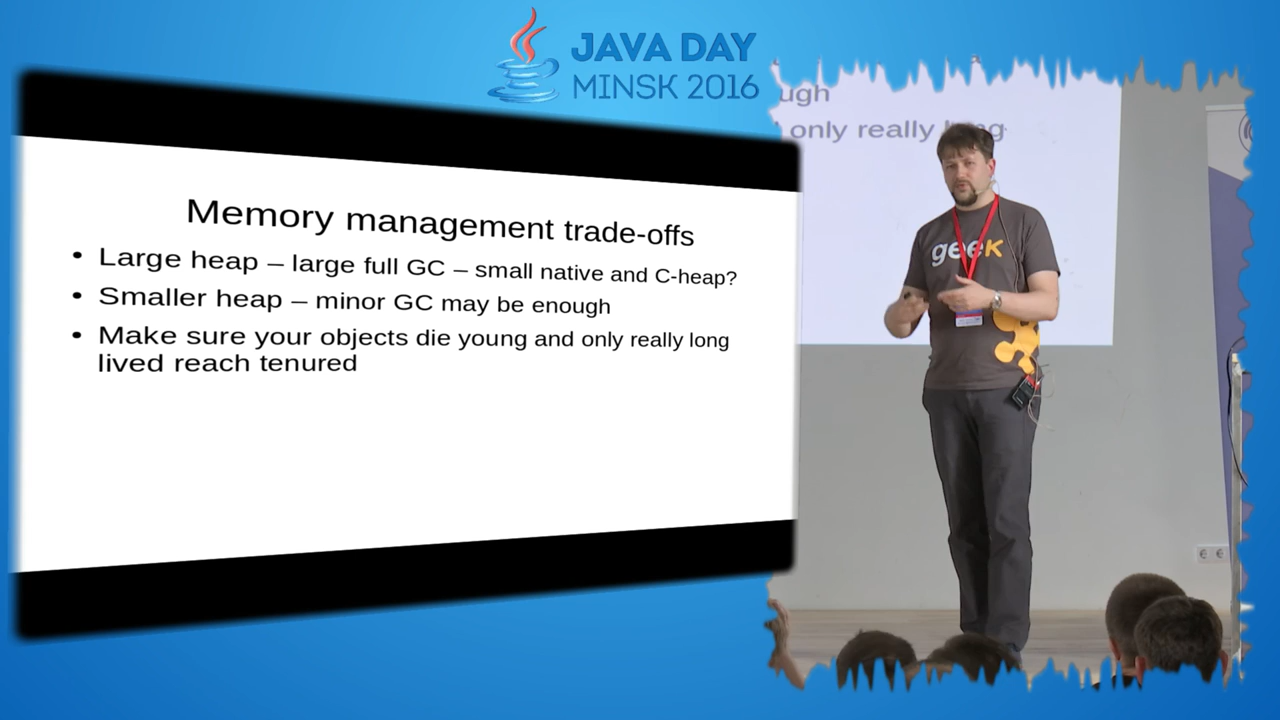 JAVA DAY
MINSK 2016
Memory management trade-offs
• Large heap – large full GC – small native and C-heap?
• Smaller heap – minor GC may be enough
• Make sure your objects die young and only really long
lived reach tenured
ugh
only really long
geek